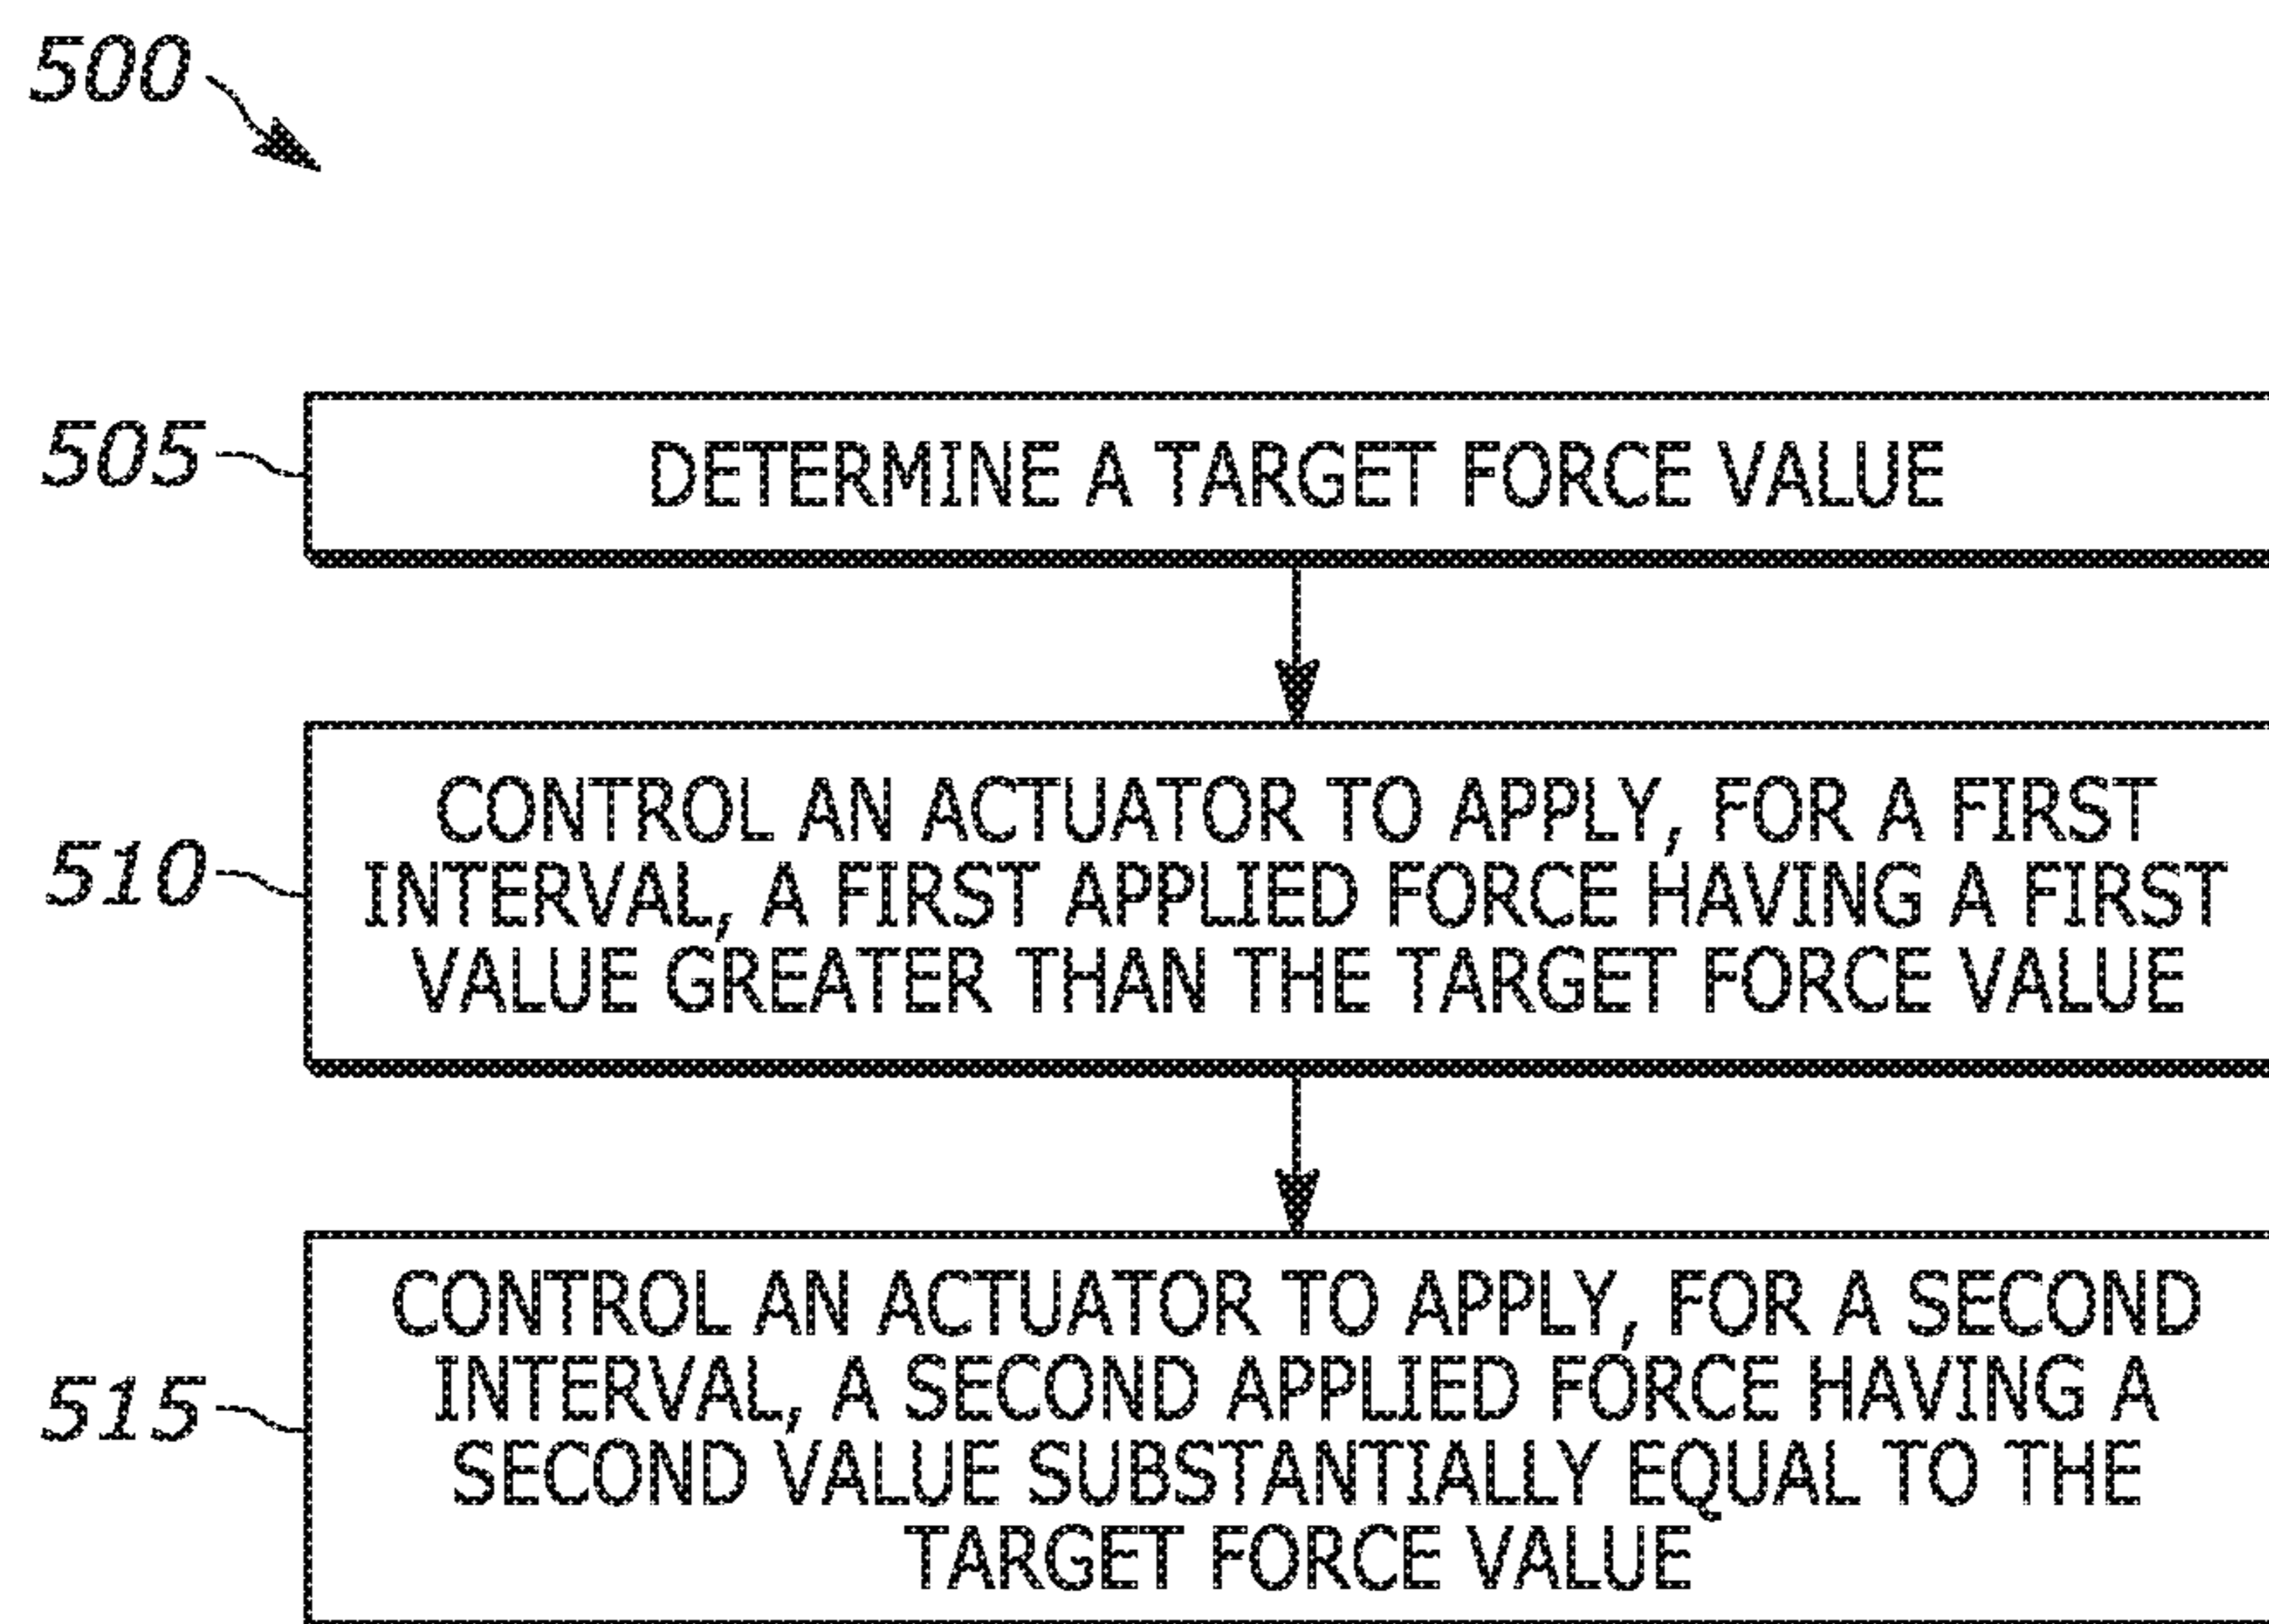 500
505
DETERMINE A TARGET FORCE VALUE
510
CONTROL AN ACTUATOR TO APPLY, FOR A FIRST
INTERVAL, A FIRST APPLIED FORCE HAVING A FIRST
VALUE GREATER THAN THE TARGET FORCE VALUE
515
CONTROL AN ACTUATOR TO APPLY, FOR A SECOND
INTERVAL, A SECOND APPLIED FORCE HAVING A
SECOND VALUE SUBSTANTIALLY EQUAL TO THE
TARGET FORCE VALUE